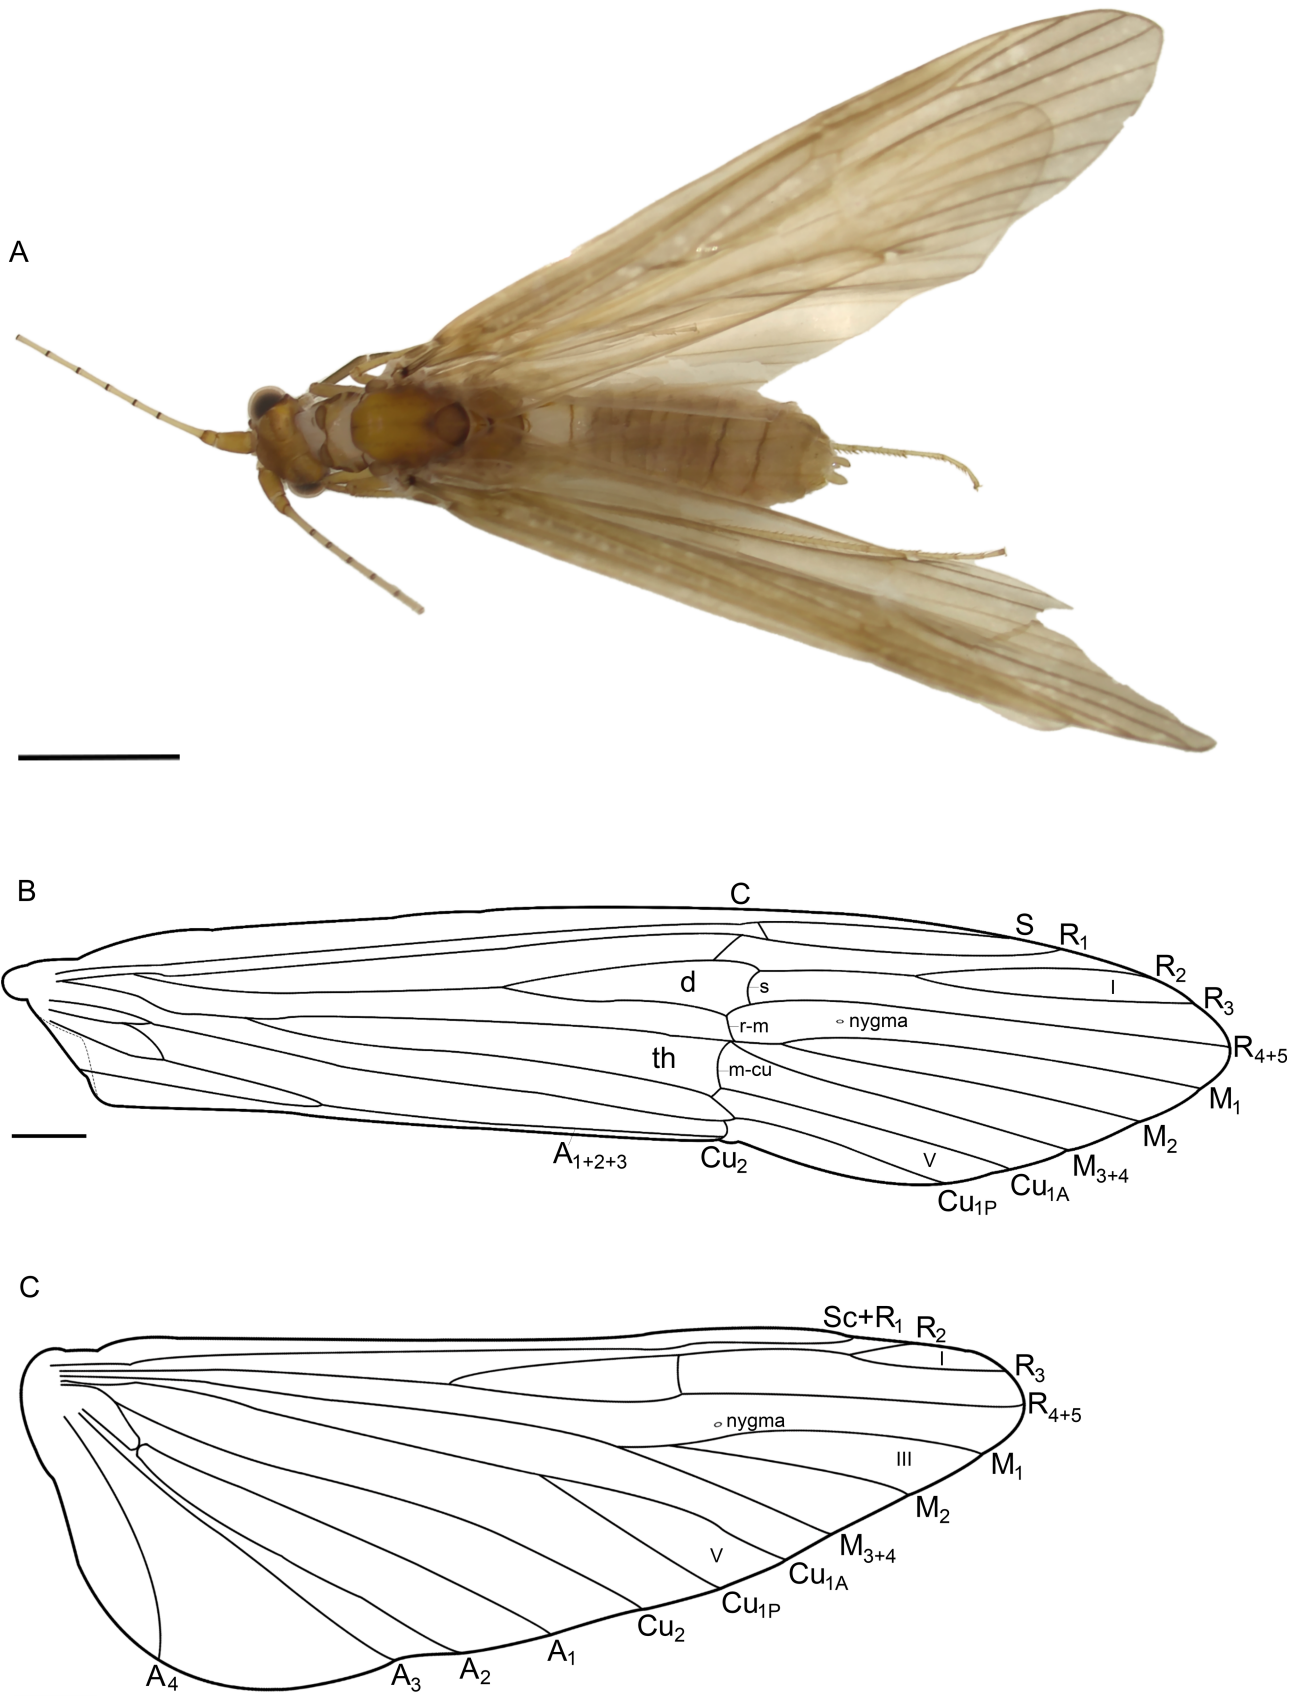 A
B
C
S
R1
R2
d
s
I
R3
r-m
nygma
R4+5
th
m-cu
M1
M2
V
A1+2+3
Cu2
M3+4
Cu1A
Cu1P
C
Sc+R1
R2
I
R3
R4+5
nygma
III
M1
M2
V
M3+4
Cu1A
Cu1P
Cu2
A1
A2
A3
A4